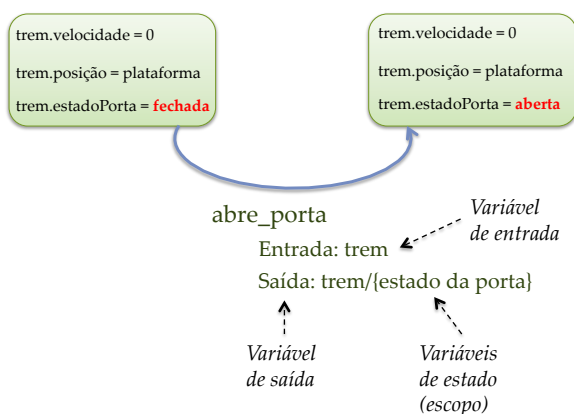 trem.velocidade = 0
trem.posição = plataforma
trem.estadoPorta = fechada
trem.velocidade = 0
trem.posição = plataforma
trem.estadoPorta = aberta
abre_porta
Entrada: trem
Saída: trem/{estado da porta}
Variável
de entrada
Variável
de saída
Variáveis
de estado
(escopo)